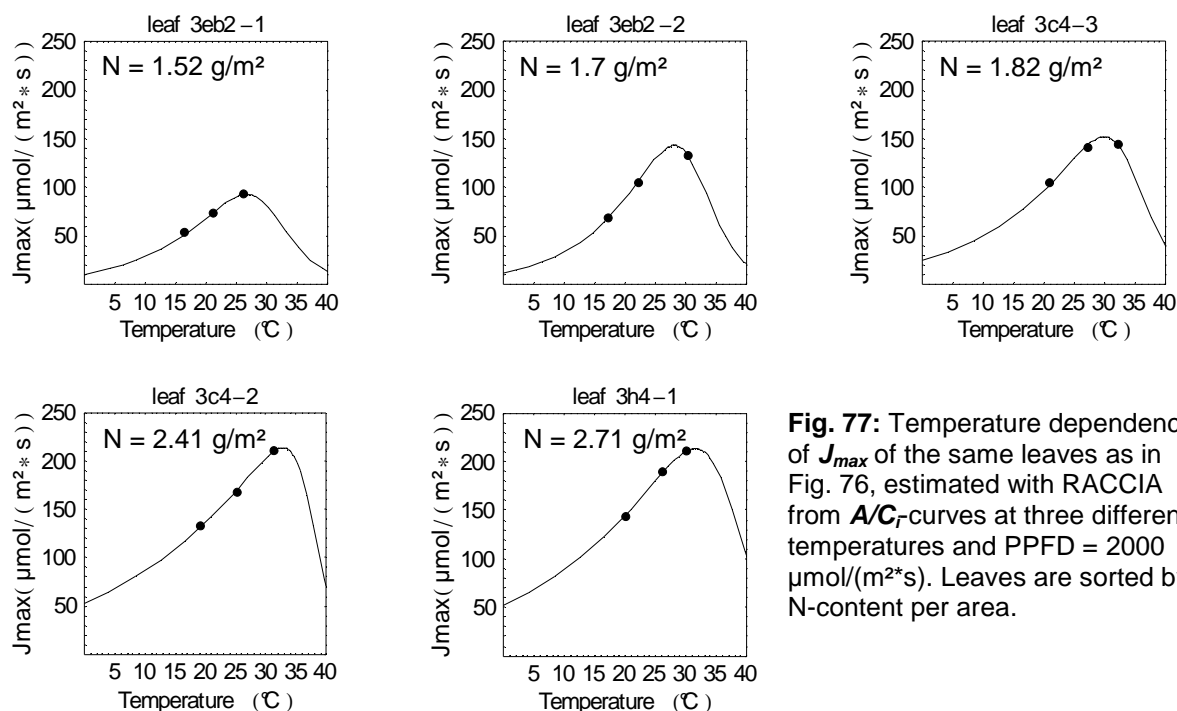 leaf 3eb2-1
N = 1.52 g/m²
Jmax( µmol/ ( m² * s ) )
250
200
150
100
50
5 10 15 20 25 30 35 40
Temperature (°C)
leaf 3eb2-2
N = 1.7 g/m²
Jmax( µmol/ ( m² * s ) )
250
200
150
100
50
5 10 15 20 25 30 35 40
Temperature (°C)
leaf 3c4-3
N = 1.82 g/m²
Jmax( µmol/ ( m² * s ) )
250
200
150
100
50
5 10 15 20 25 30 35 40
Temperature (°C)
leaf 3c4-2
N = 2.41 g/m²
Jmax( µmol/ ( m² * s ) )
250
200
150
100
50
5 10 15 20 25 30 35 40
Temperature (°C)
leaf 3h4-1
N = 2.71 g/m²
Jmax( µmol/ ( m² * s ) )
250
200
150
100
50
5 10 15 20 25 30 35 40
Temperature (°C)
Fig. 77: Temperature dependenc
of Jmax of the same leaves as in
Fig. 76, estimated with RACCIA
from A/Ci-curves at three differen
temperatures and PPFD = 2000
µmol/(m²*s). Leaves are sorted b
N-content per area.